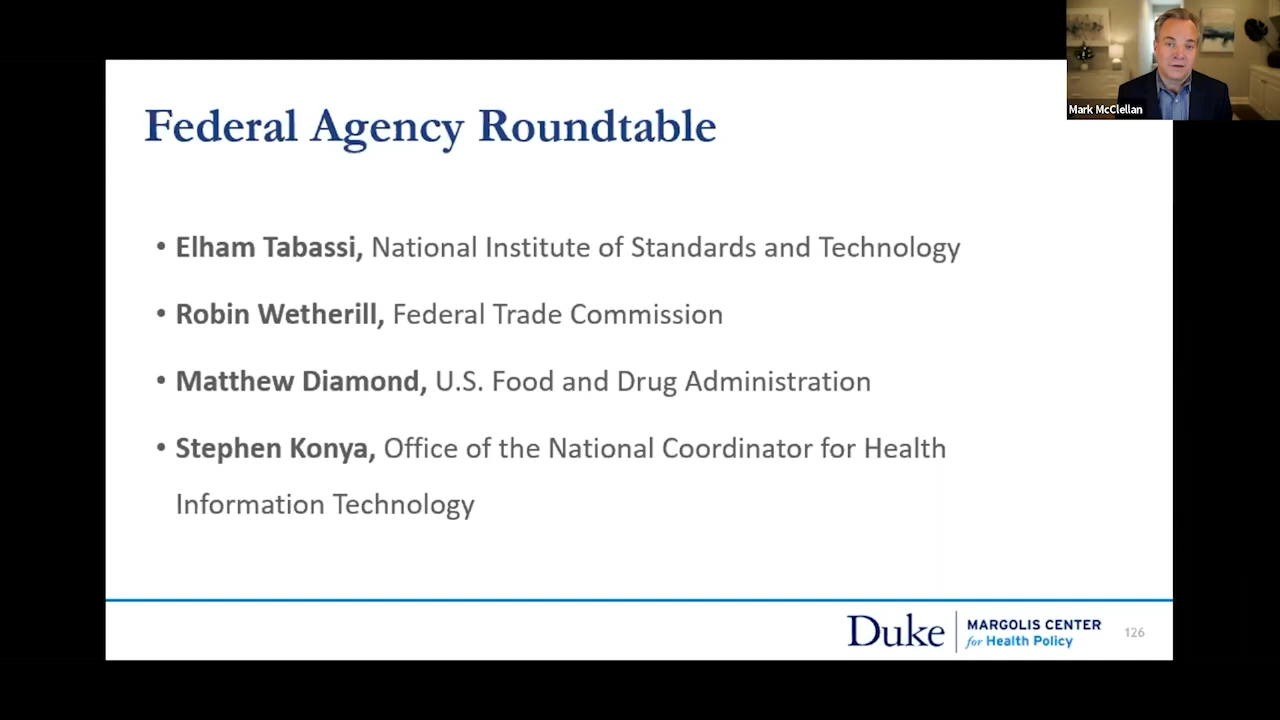 Mark McClellan
Federal Agency Roundtable
• Elham Tabassi, National Institute of Standards and Technology
• Robin Wetherill, Federal Trade Commission
• Matthew Diamond, U.S. Food and Drug Administration
• Stephen Konya, Office of the National Coordinator for Health
Information Technology
Duke
MARGOLIS CENTER
for Health Policy
126